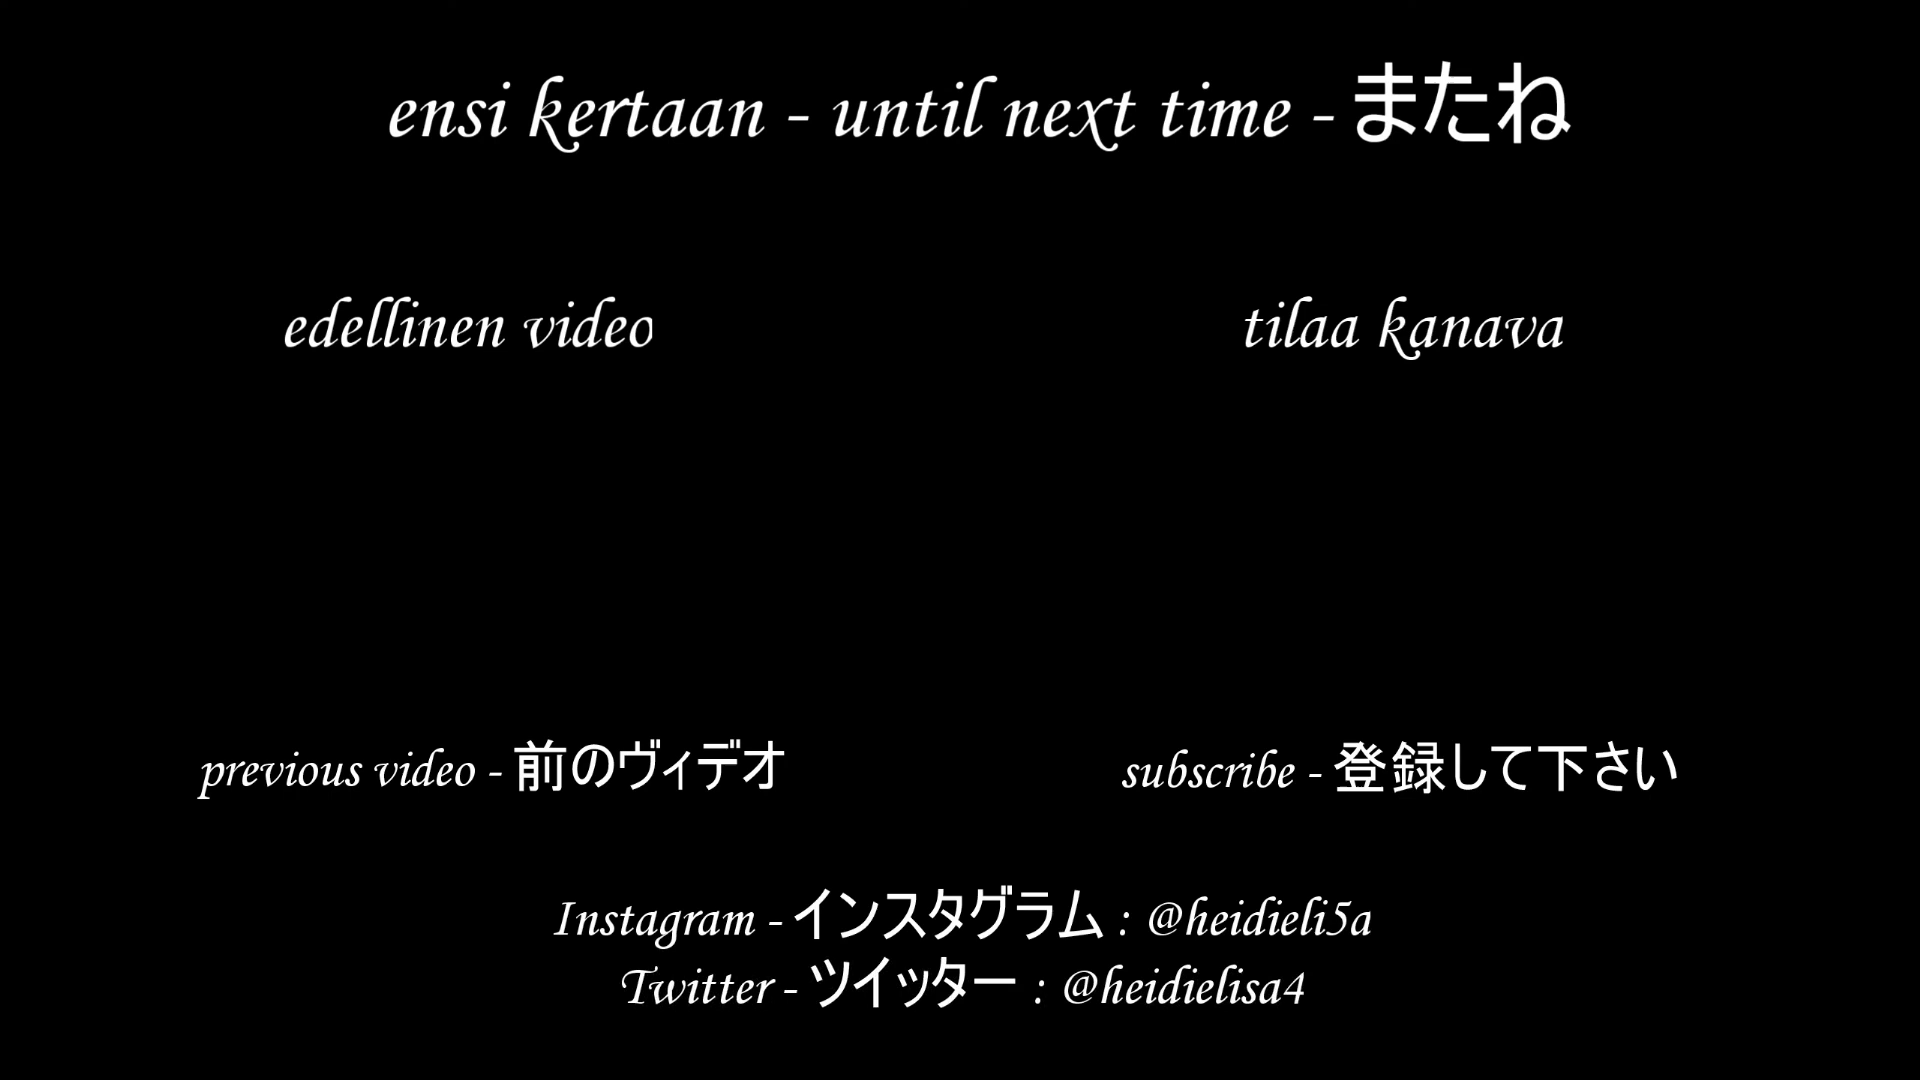 ensi kertaan - until next time - またね
edellinen video
tilaa kanava
previous video - 前のヴィデオ
subscribe - 登録して下さい
Instagram - インスタグラム : @heidieli5a
Twitter - ツイッター : @heidielisa4